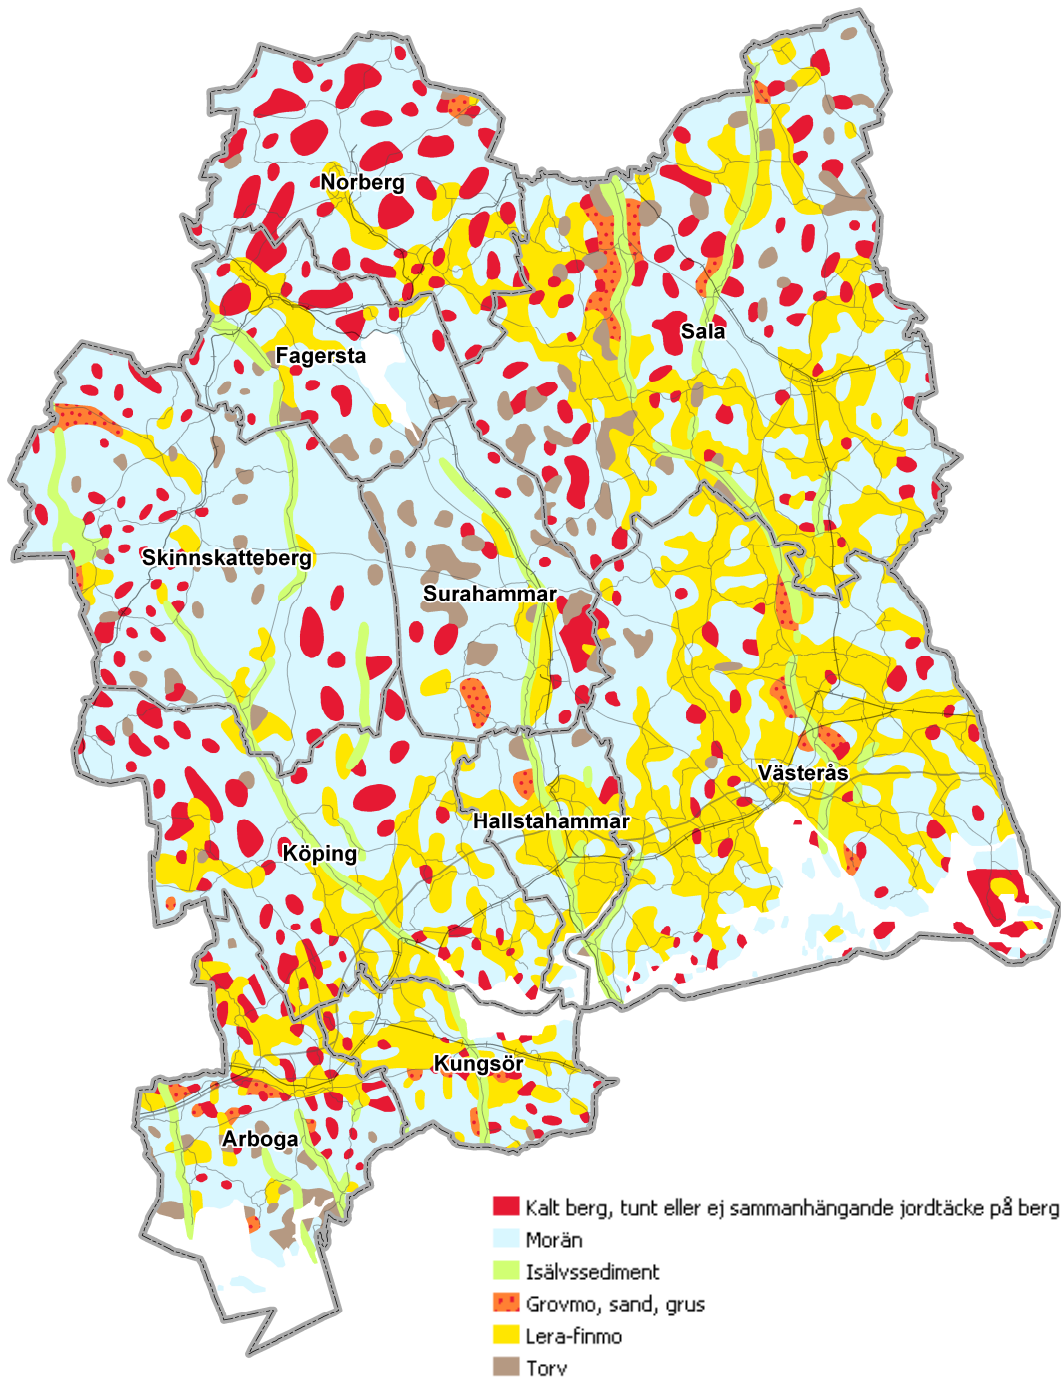 Norberg
Sala
Fagersta
Skinnskatteberg
Surahammar
Västerås
Hallstahammar
Köping
Kungsör
Arboga
Kalt berg, tunt eller ej sammanhängande jordtäcke på berg
Morän
Isälvssediment
Grovmo, sand, grus
Lera-finmo
Torv